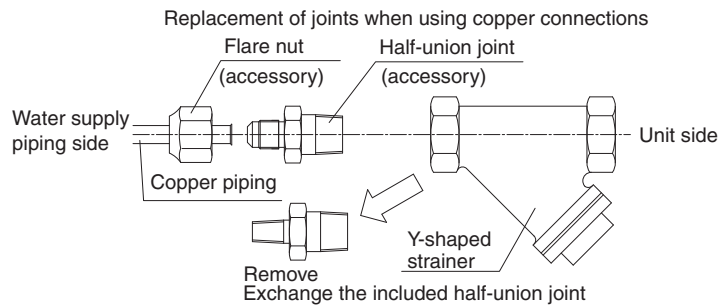 Replacement of joints when using copper connections
Flare nut
(accessory)
Half-union joint
(accessory)
Water supply
piping side
Unit side
Copper piping
Y-shaped
strainer
Remove
Exchange the included half-union joint